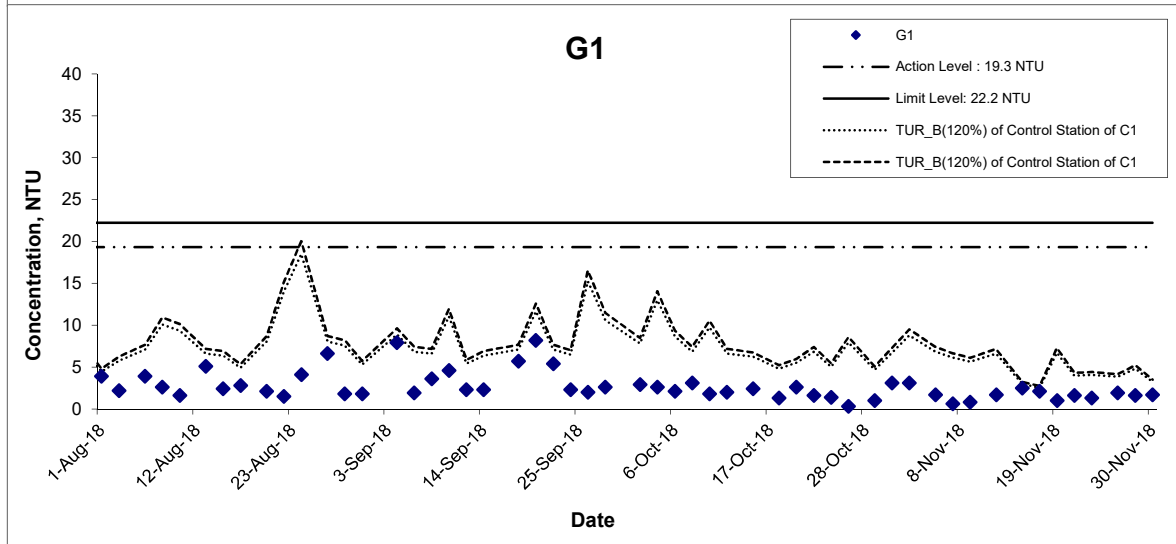 G1
G1
Action Level : 19.3 NTU
Limit Level: 22.2 NTU
TUR_B(120%) of Control Station of C1
TUR_B(120%) of Control Station of C1
Concentration, NTU
40
35
30
25
20
15
10
5
0
1-Aug-18
12-Aug-18
23-Aug-18
3-Sep-18
14-Sep-18
25-Sep-18
6-Oct-18
17-Oct-18
28-Oct-18
8-Nov-18
19-Nov-18
30-Nov-18
Date